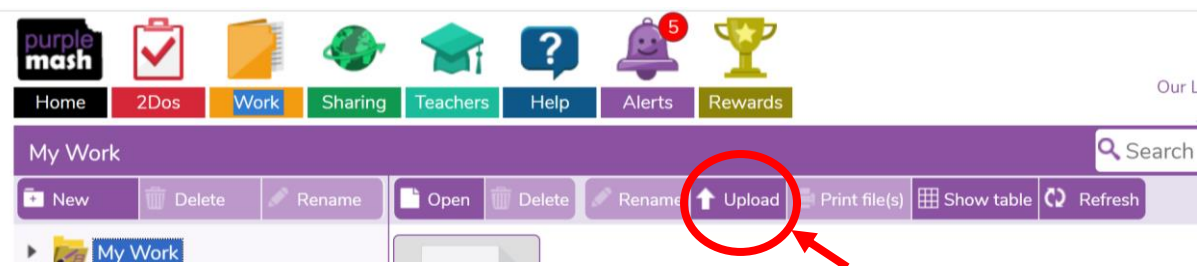 purple
mash
5
Home 2Dos Work Sharing Teachers Help Alerts Rewards
Our L
My Work
Search
New Delete Rename Open Delete Rename Upload Print file(s) Show table Refresh
My Work